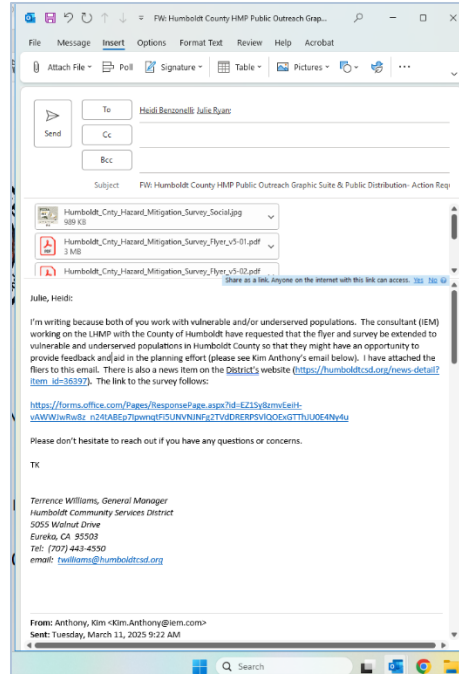 FW: Humboldt County HMP Public Outreach Grap...
File Message Insert Options Format Text Review Help Acrobat
Attach File Poll Signature Table Pictures
Send
To Heidi Benzonelli; Julie Ryan;
Cc
Bcc
Subject FW: Humboldt County HMP Public Outreach Graphic Suite & Public Distribution- Action Requ
Humboldt_Cnty_Hazard_Mitigation_Survey_Social.jpg
989 KB
Humboldt_Cnty_Hazard_Mitigation_Survey_Flyer_v5-01.pdf
3 MB
Humboldt_Cnty_Hazard_Mitigation_Survey_Flyer_v5-02.pdf
Share as a link. Anyone on the internet with this link can access. Yes No
Julie, Heidi:
I'm writing because both of you work with vulnerable and/or underserved populations. The consultant (IEM)
working on the LHMP with the County of Humboldt have requested that the flyer and survey be extended to
vulnerable and underserved populations in Humboldt County so that they might have an opportunity to
provide feedback and aid in the planning effort (please see Kim Anthony's email below). I have attached the
fliers to this email. There is also a news item on the District's website (https://humboldtcsd.org/news-detail?
item_id=36397). The link to the survey follows:
https://forms.office.com/Pages/ResponsePage.aspx?id=EZ1Sy8zmvEeiH-
Please don't hesitate to reach out if you have any questions or concerns.
TK
Terrence Williams, General Manager
Humboldt Community Services District
5055 Walnut Drive
Eureka, CA 95503
Tel: (707) 443-4550
email: twilliams@humboldtcsd.org
From: Anthony, Kim <Kim.Anthony@iem.com>
Sent: Tuesday, March 11, 2025 9:22 AM
Search